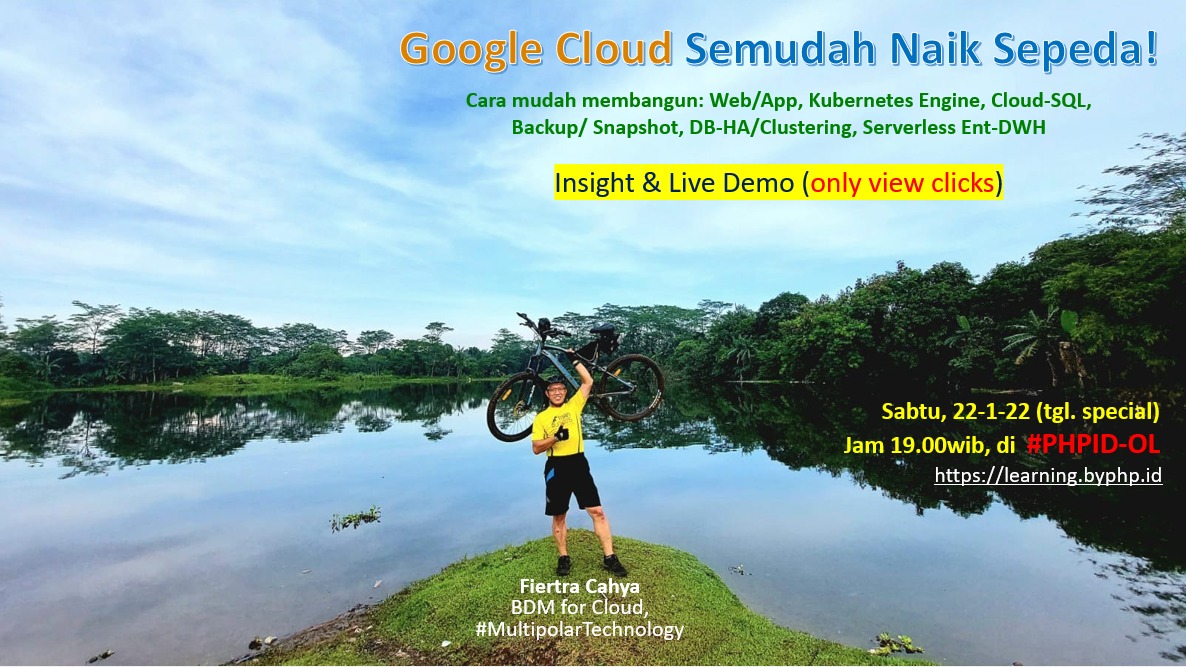 Google Cloud Semudah Naik Sepeda!
Cara mudah membangun: Web/App, Kubernetes Engine, Cloud-SQL,
Backup/ Snapshot, DB-HA/Clustering, Serverless Ent-DWH
Insight & Live Demo (only view clicks)
Sabtu, 22-1-22 (tgl. special)
Jam 19.00wib, di #PHPID-OL
https://learning.byphp.id
Fiertra Cahya
BDM for Cloud,
#MultipolarTechnology